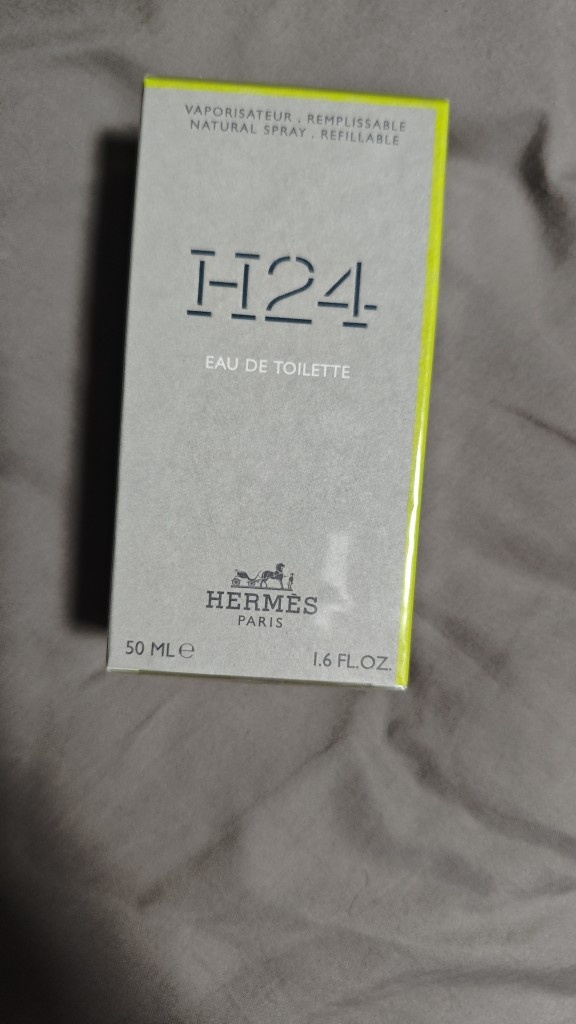 VAPORISATEUR . REMPLISSABLE
NATURAL SPRAY . REFILLABLE
H24
EAU DE TOILETTE
HERMÈS
PARIS
50 ML ℮
1.6 FL.OZ.